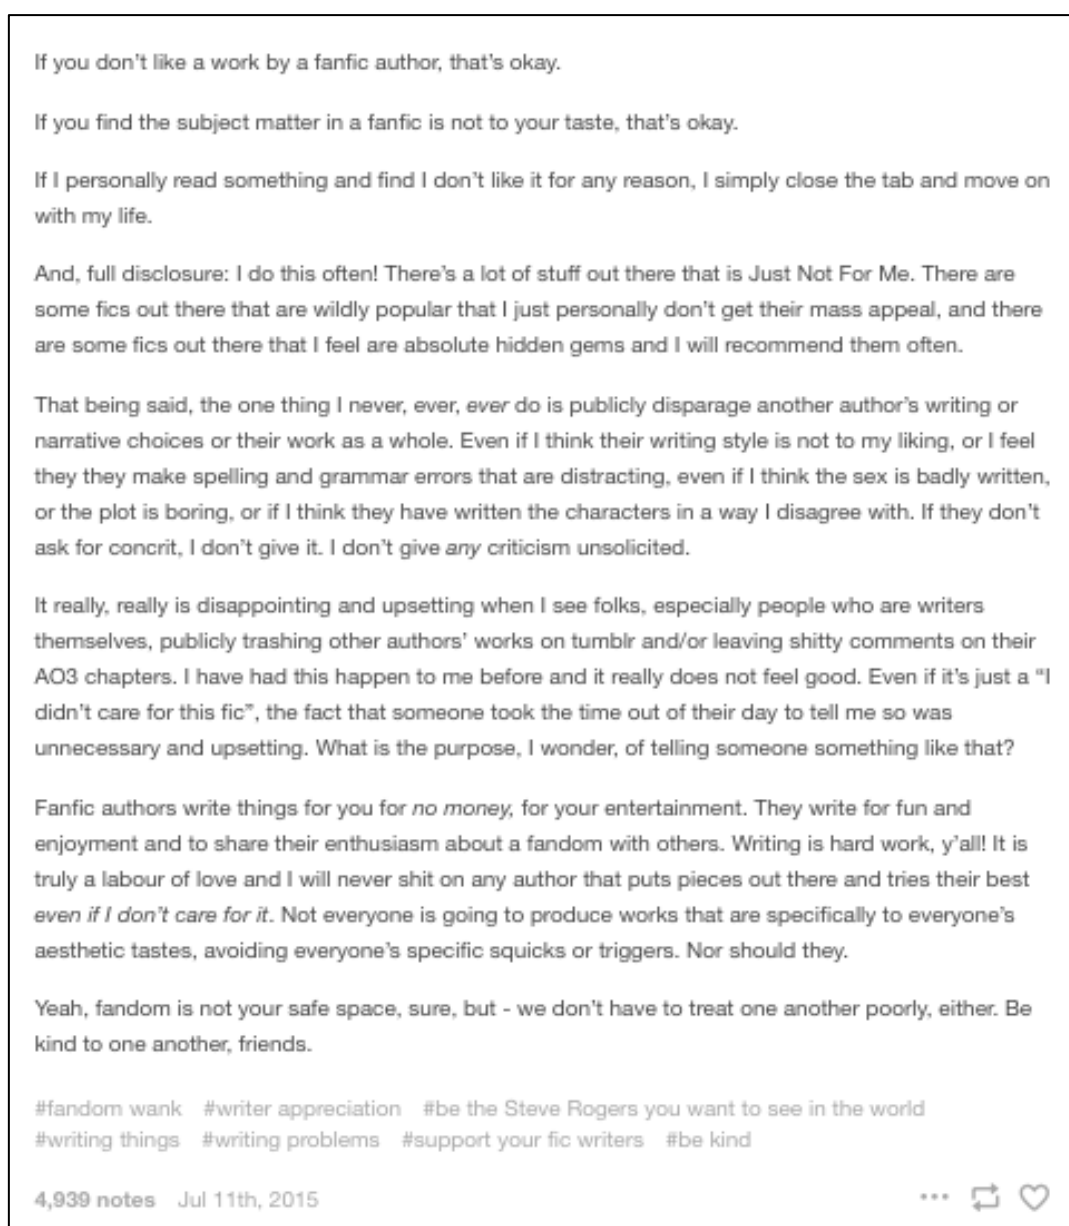 If you don't like a work by a fanfic author, that's okay.
If you find the subject matter in a fanfic is not to your taste, that's okay.
If I personally read something and find I don't like it for any reason, I simply close the tab and move on
with my life.
And, full disclosure: I do this often! There's a lot of stuff out there that is Just Not For Me. There are
some fics out there that are wildly popular that I just personally don't get their mass appeal, and there
are some fics out there that I feel are absolute hidden gems and I will recommend them often.
That being said, the one thing I never, ever, ever do is publicly disparage another author's writing or
narrative choices or their work as a whole. Even if I think their writing style is not to my liking, or I feel
they they make spelling and grammar errors that are distracting, even if I think the sex is badly written,
or the plot is boring, or if I think they have written the characters in a way I disagree with. If they don't
ask for concrit, I don't give it. I don't give any criticism unsolicited.
It really, really is disappointing and upsetting when I see folks, especially people who are writers
themselves, publicly trashing other authors' works on tumblr and/or leaving shitty comments on their
AO3 chapters. I have had this happen to me before and it really does not feel good. Even if it's just a "I
didn't care for this fic", the fact that someone took the time out of their day to tell me so was
unnecessary and upsetting. What is the purpose, I wonder, of telling someone something like that?
Fanfic authors write things for you for no money, for your entertainment. They write for fun and
enjoyment and to share their enthusiasm about a fandom with others. Writing is hard work, y'all! It is
truly a labour of love and I will never shit on any author that puts pieces out there and tries their best
even if I don't care for it. Not everyone is going to produce works that are specifically to everyone's
aesthetic tastes, avoiding everyone's specific squicks or triggers. Nor should they.
Yeah, fandom is not your safe space, sure, but - we don't have to treat one another poorly, either. Be
kind to one another, friends.
#fandom wank #writer appreciation #be the Steve Rogers you want to see in the world
#writing things #writing problems #support your fic writers #be kind
4,939 notes Jul 11th, 2015